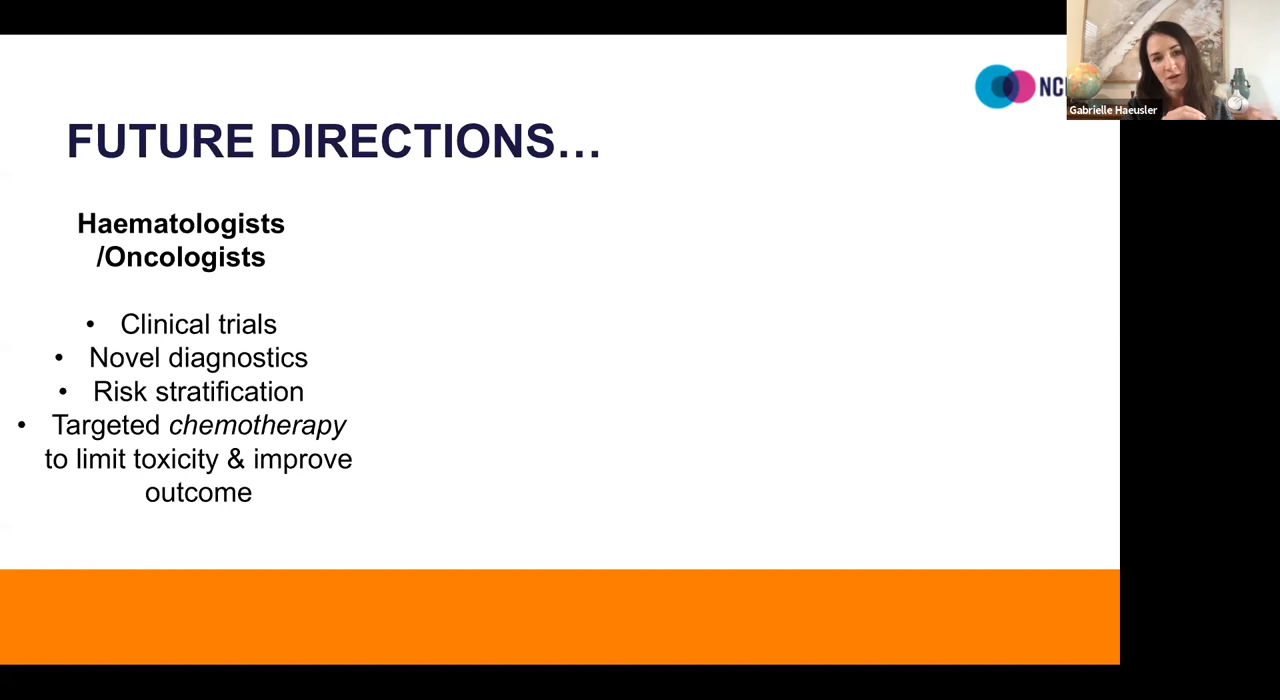 NC
Gabrielle Haeusler
FUTURE DIRECTIONS…
Haematologists
/Oncologists
• Clinical trials
• Novel diagnostics
• Risk stratification
• Targeted chemotherapy
to limit toxicity & improve
outcome